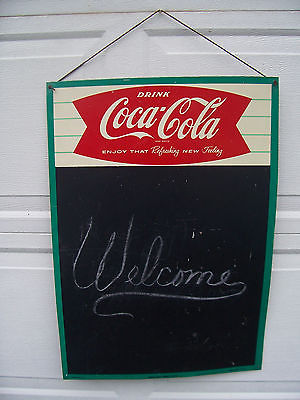 DRINK
Coca-Cola
ENJOY THAT Refreshing NEW Feeling
Welcome